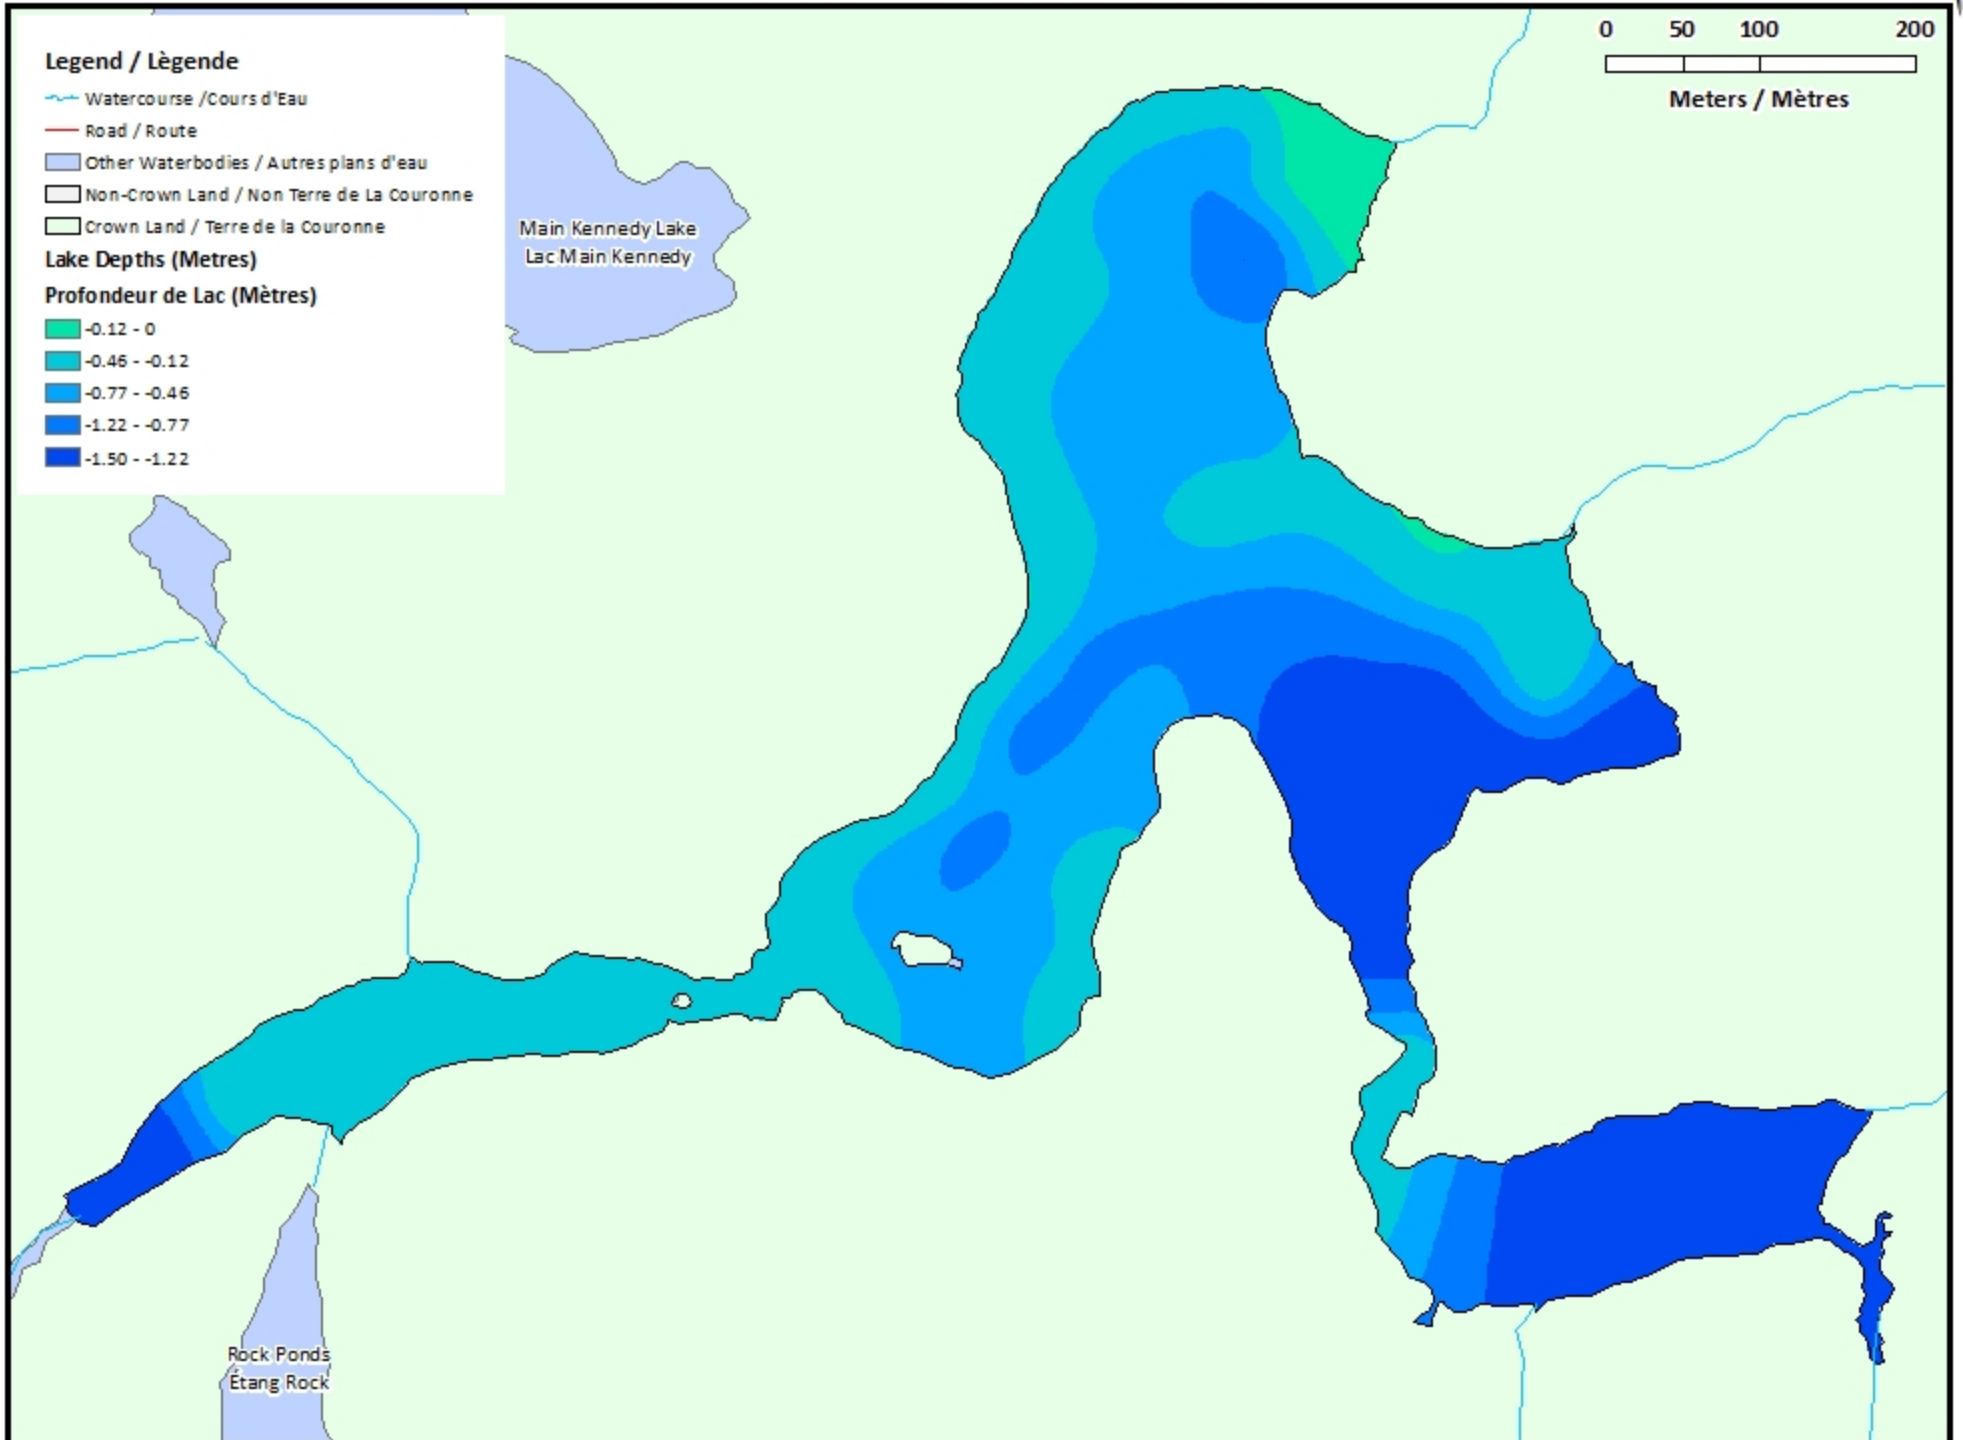 Legend / Lègende
Watercourse /Cours d'Eau
Road / Route
Other Waterbodies / Autres plans d'eau
Non-Crown Land / Non Terre de La Couronne
Crown Land / Terre de la Couronne
Lake Depths (Metres)
Profondeur de Lac (Mètres)
-0.12 - 0
-0.46 - -0.12
-0.77 - -0.46
-1.22 - -0.77
-1.50 - -1.22
0 50 100 200
Meters / Mètres
Main Kennedy Lake
Lac Main Kennedy
Rock Ponds
Étang Rock